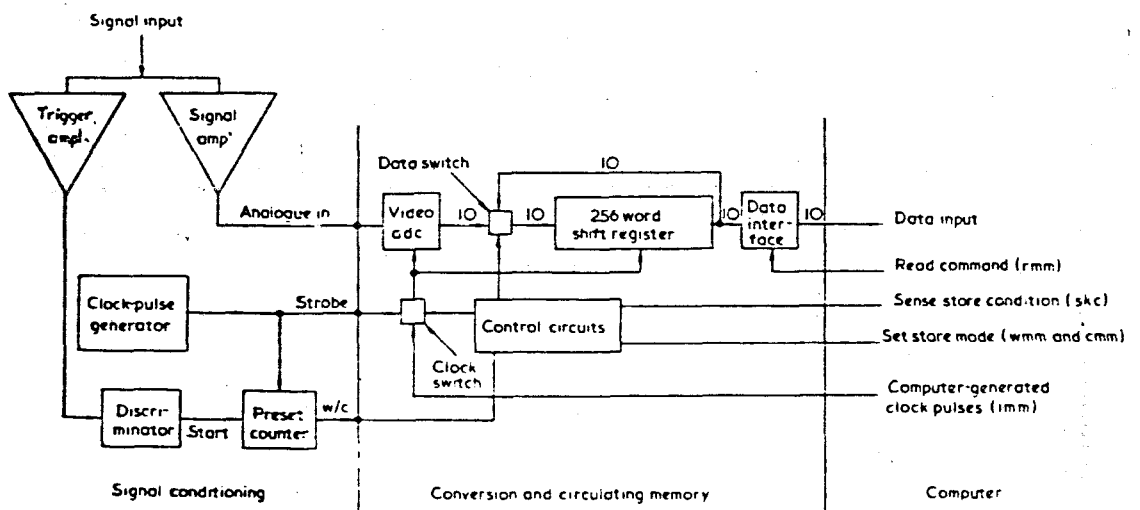 Signal input
Trigger
ampl.
Signal
amp'
Data switch
10
Analogue in
Video
adc
10
10
256 word
shift register
10
Data
inter-
face
10
Data input
Read command (rmm)
Clock-pulse
generator
Strobe
Control circuits
Sense store condition (skc)
Set store mode (wmm and cmm)
Clock
switch
Computer-generated
clock pulses (imm)
Discri-
minator
Start
Preset
counter
w/c
Signal conditioning
Conversion and circulating memory
Computer